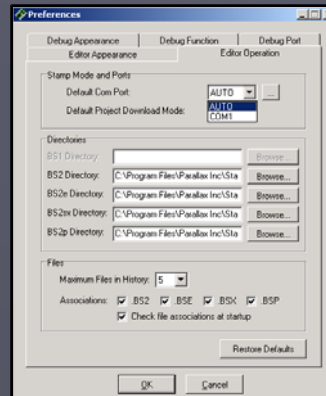 Preferences
Debug Appearance Debug Function Debug Port
Editor Appearance Editor Operation
Stamp Mode and Ports
Default Com Port: AUTO ...
AUTO
COM1
Default Project Download Mode:
Directories
BS1 Directory: Browse...
BS2 Directory: C:\Program Files\Parallax Inc\Sta Browse...
BS2e Directory: C:\Program Files\Parallax Inc\Sta Browse...
BS2sx Directory: C:\Program Files\Parallax Inc\Sta Browse...
BS2p Directory: C:\Program Files\Parallax Inc\Sta Browse...
Files
Maximum Files in History: 5
Associations: .BS2 .BSE .BSX .BSP
Check file associations at startup
Restore Defaults
OK Cancel